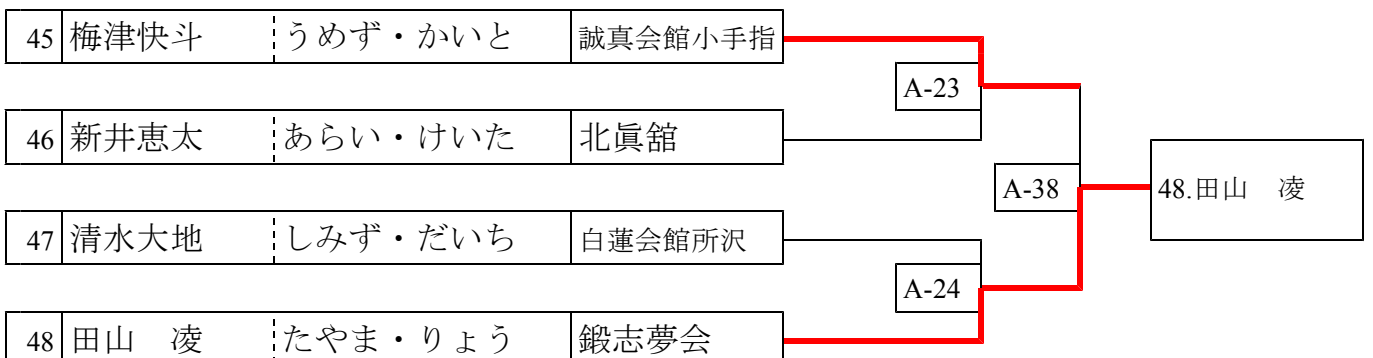 45 梅津快斗 うめず・かいと 誠真会館小手指
A-23
46 新井恵太 あらい・けいた 北眞舘
A-38 48.田山 凌
47 清水大地 しみず・だいち 白蓮会館所沢
A-24
48 田山 凌 たやま・りょう 鍛志夢会